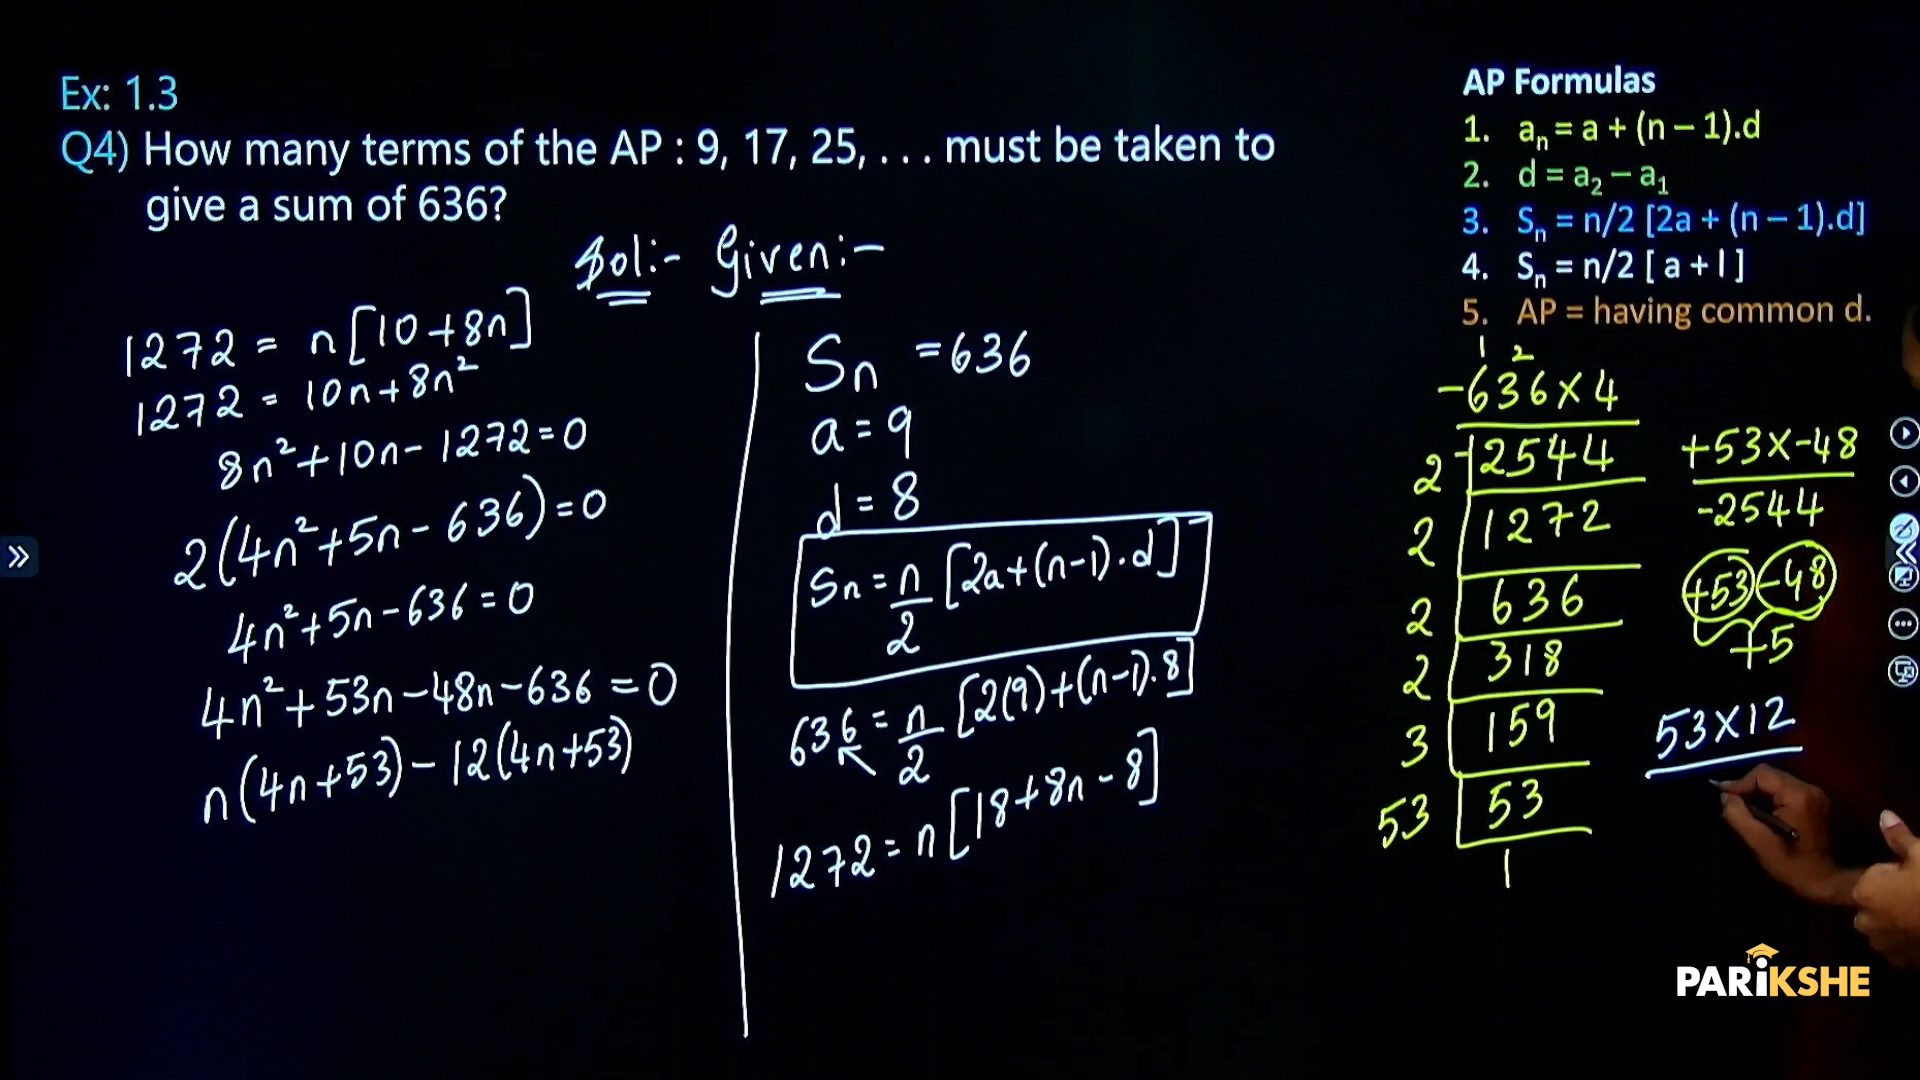 Ex: 1.3
Q4) How many terms of the AP : 9, 17, 25, . . . must be taken to
give a sum of 636?
Sol:- Given:-
Sn = 636
a = 9
d = 8
Sn = n/2 [2a+(n-1).d]
636 = n/2 [2(9)+(n-1).8]
1272 = n[18+8n-8]
1272 = n[10+8n]
1272 = 10n+8n²
8n²+10n-1272=0
2(4n²+5n-636)=0
4n²+5n-636=0
4n²+53n-48n-636=0
n(4n+53)-12(4n+53)
AP Formulas
1. aₙ = a + (n – 1).d
2. d = a₂ – a₁
3. Sₙ = n/2 [2a + (n – 1).d]
4. Sₙ = n/2 [ a + l ]
5. AP = having common d.
1 2
-636×4
2 -2544
2 1272
2 636
2 318
3 159
53 53
1
+53×-48
-2544
+53 -48
+5
53×12
PARiKSHE